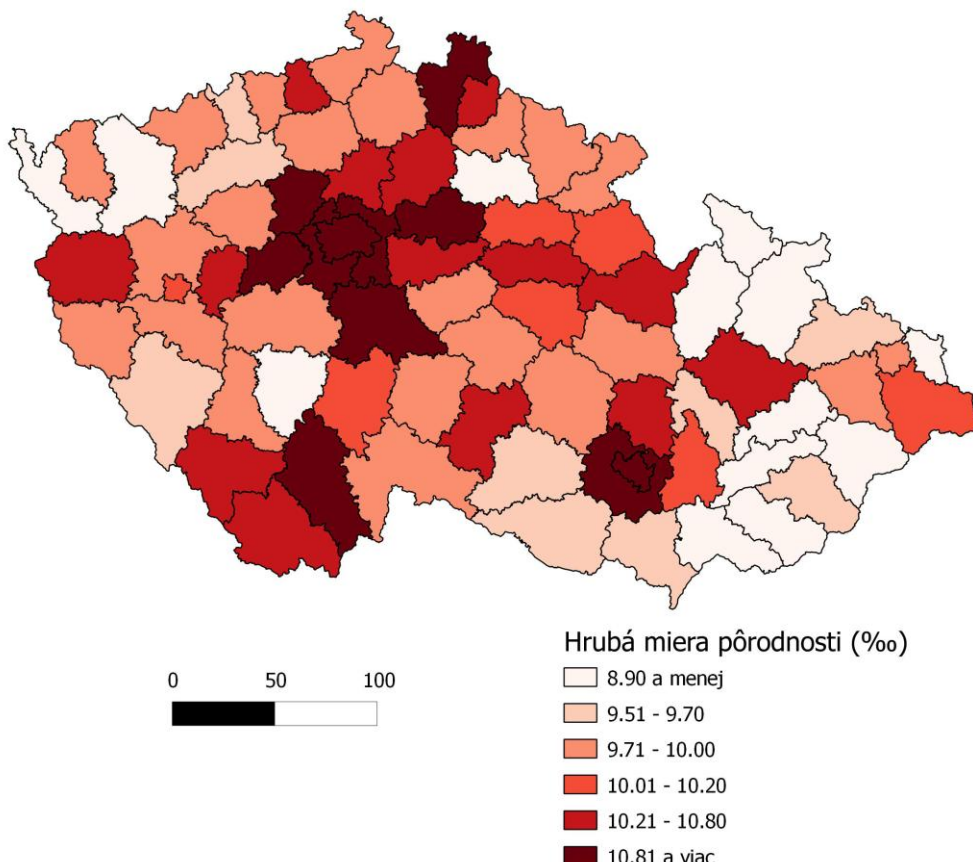 0 50 100
Hrubá miera pôrodnosti (‰)
8.90 a menej
9.51 - 9.70
9.71 - 10.00
10.01 - 10.20
10.21 - 10.80
10.81 a viac